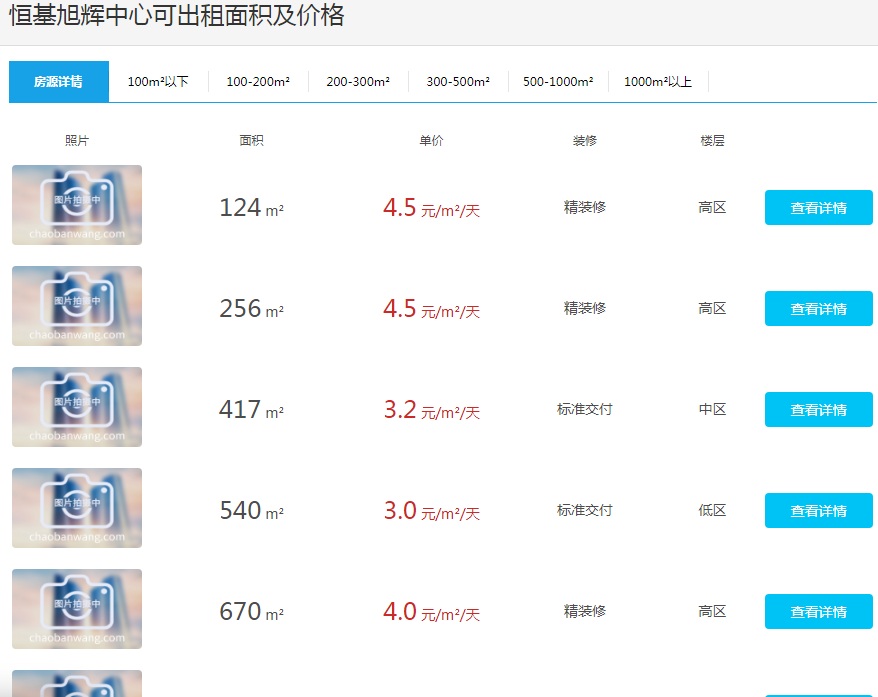 恒基旭辉中心可出租面积及价格
房源详情 100m²以下 100-200m² 200-300m² 300-500m² 500-1000m² 1000m²以上
照片 面积 单价 装修 楼层
图片拍摄中
chaobanwang.com
124 m² 4.5 元/m²/天 精装修 高区 查看详情
图片拍摄中
chaobanwang.com
256 m² 4.5 元/m²/天 精装修 高区 查看详情
图片拍摄中
chaobanwang.com
417 m² 3.2 元/m²/天 标准交付 中区 查看详情
图片拍摄中
chaobanwang.com
540 m² 3.0 元/m²/天 标准交付 低区 查看详情
图片拍摄中
chaobanwang.com
670 m² 4.0 元/m²/天 精装修 高区 查看详情